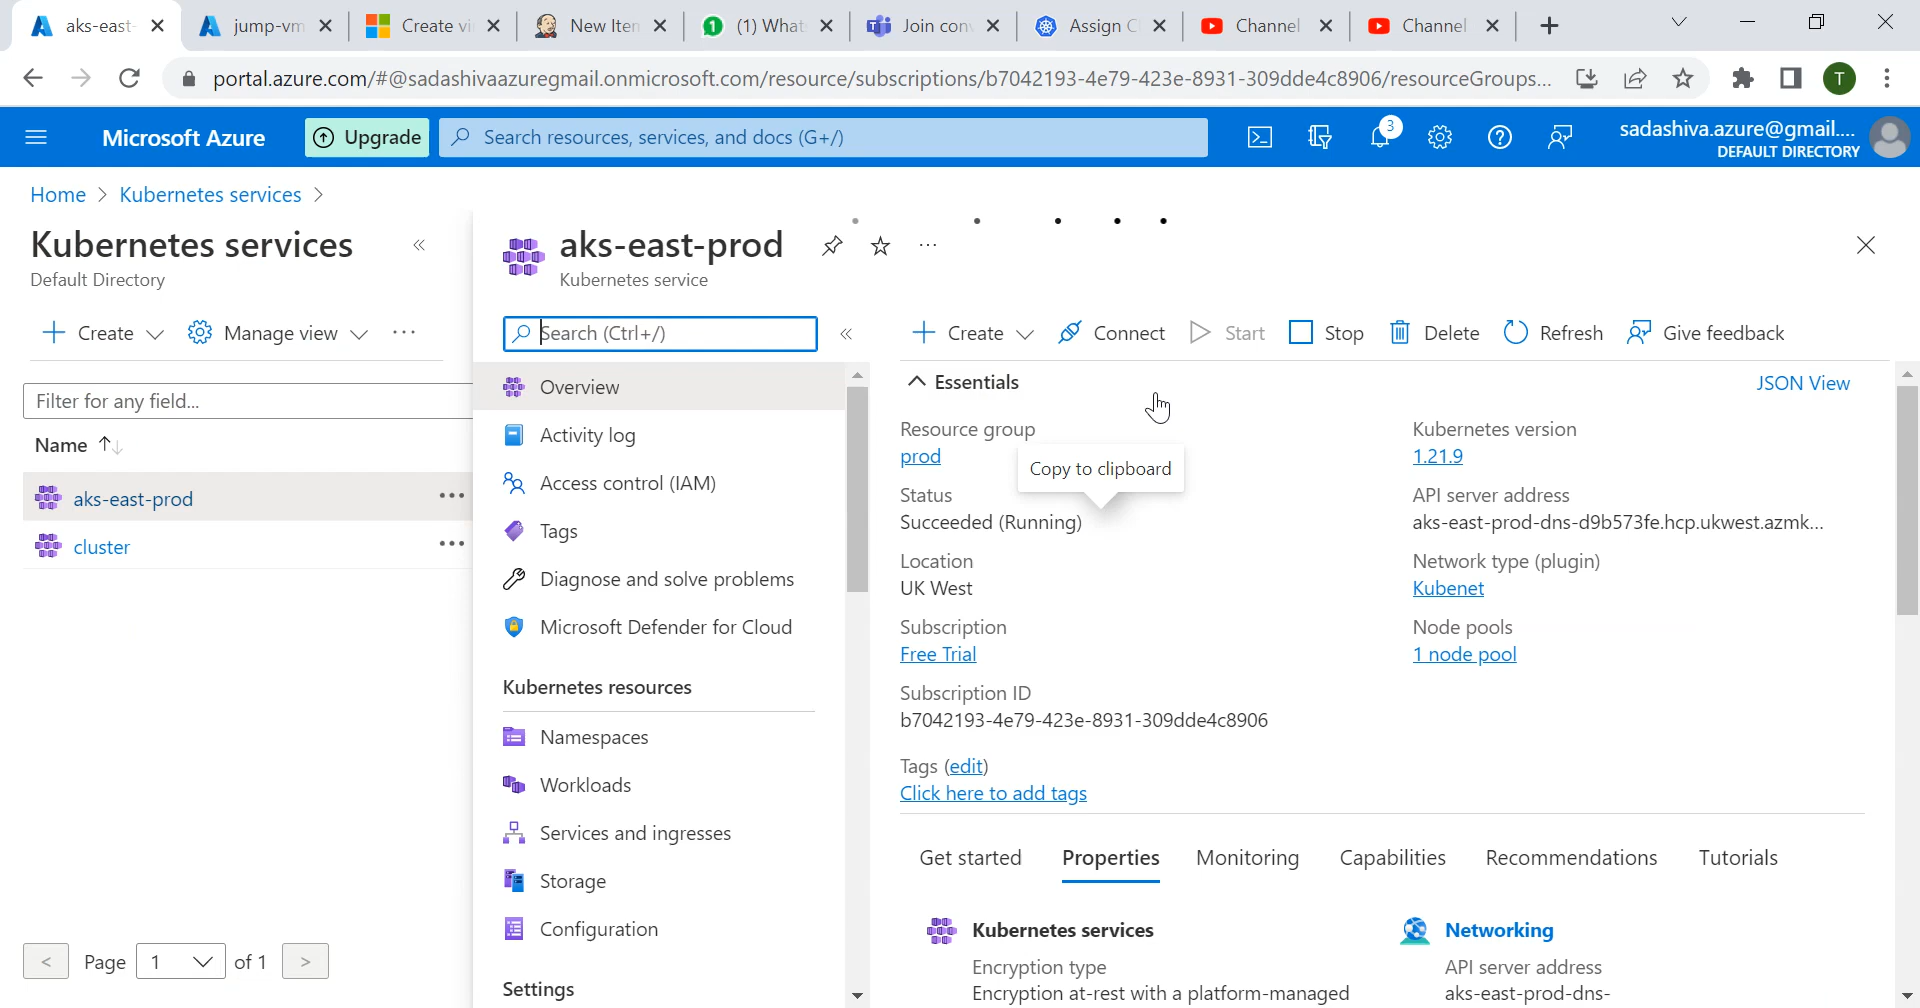 aks-east-
jump-vm
Create vi
New Iten
(1) What
Join con
Assign C
Channel
Channel
portal.azure.com/#@sadashivaazuregmail.onmicrosoft.com/resource/subscriptions/b7042193-4e79-423e-8931-309dde4c8906/resourceGroups...
T
Microsoft Azure
Upgrade
Search resources, services, and docs (G+/)
3
sadashiva.azure@gmail....
DEFAULT DIRECTORY
Home > Kubernetes services >
Kubernetes services
Default Directory
Create
Manage view
Filter for any field...
Name
aks-east-prod
cluster
< Page 1 of 1 >
aks-east-prod
Kubernetes service
Search (Ctrl+/)
Overview
Activity log
Access control (IAM)
Tags
Diagnose and solve problems
Microsoft Defender for Cloud
Kubernetes resources
Namespaces
Workloads
Services and ingresses
Storage
Configuration
Settings
Create
Connect
Start
Stop
Delete
Refresh
Give feedback
Essentials
JSON View
Resource group
prod
Copy to clipboard
Status
Succeeded (Running)
Location
UK West
Subscription
Free Trial
Subscription ID
b7042193-4e79-423e-8931-309dde4c8906
Tags (edit)
Click here to add tags
Kubernetes version
1.21.9
API server address
aks-east-prod-dns-d9b573fe.hcp.ukwest.azmk...
Network type (plugin)
Kubenet
Node pools
1 node pool
Get started
Properties
Monitoring
Capabilities
Recommendations
Tutorials
Kubernetes services
Encryption type
Encryption at-rest with a platform-managed
Networking
API server address
aks-east-prod-dns-